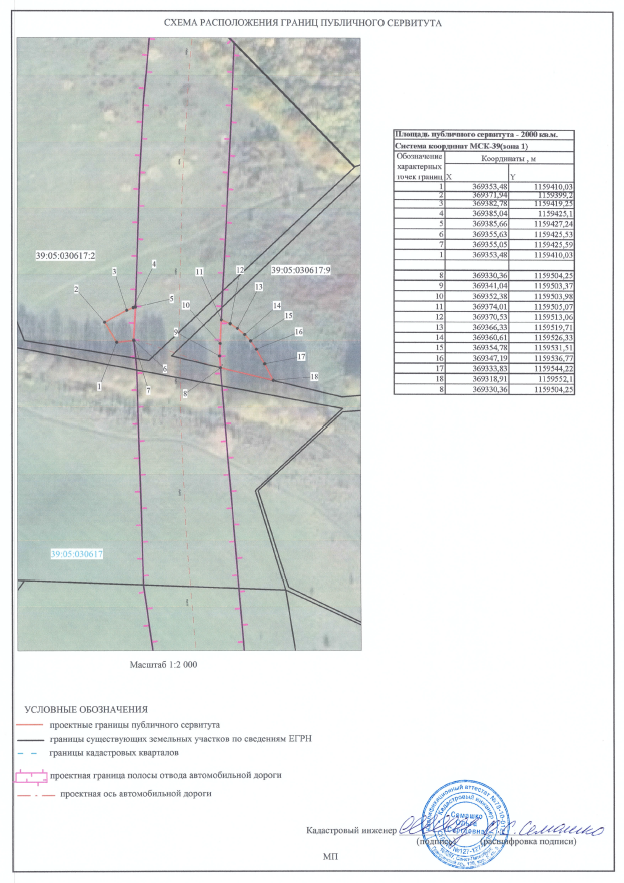 СХЕМА РАСПОЛОЖЕНИЯ ГРАНИЦ ПУБЛИЧНОГО СЕРВИТУТА
39:05:030617:2
39:05:030617:9
39:05:030617
1
2
3
4
5
6
7
8
9
10
11
12
13
14
15
16
17
18
Площадь публичного сервитута - 2000 кв.м.
Система координат МСК-39(зона 1)
Обозначение характерных точек границ Координаты , м
X Y
1 369353,48 1159410,03
2 369371,94 1159399,2
3 369382,78 1159419,25
4 369385,04 1159425,1
5 369385,66 1159427,24
6 369355,63 1159425,53
7 369355,05 1159425,59
1 369353,48 1159410,03
8 369330,36 1159504,25
9 369341,04 1159503,37
10 369352,38 1159503,98
11 369374,01 1159505,07
12 369370,53 1159513,06
13 369366,33 1159519,71
14 369360,61 1159526,33
15 369354,78 1159531,51
16 369347,19 1159536,77
17 369333,83 1159544,22
18 369318,91 1159552,1
8 369330,36 1159504,25
Масштаб 1:2 000
УСЛОВНЫЕ ОБОЗНАЧЕНИЯ
проектные границы публичного сервитута
границы существующих земельных участков по сведениям ЕГРН
границы кадастровых кварталов
проектная граница полосы отвода автомобильной дороги
проектная ось автомобильной дороги
Кадастровый инженер
С. Семашко
(подпись) (расшифровка подписи)
МП
Кадастровый инженер
Семашко